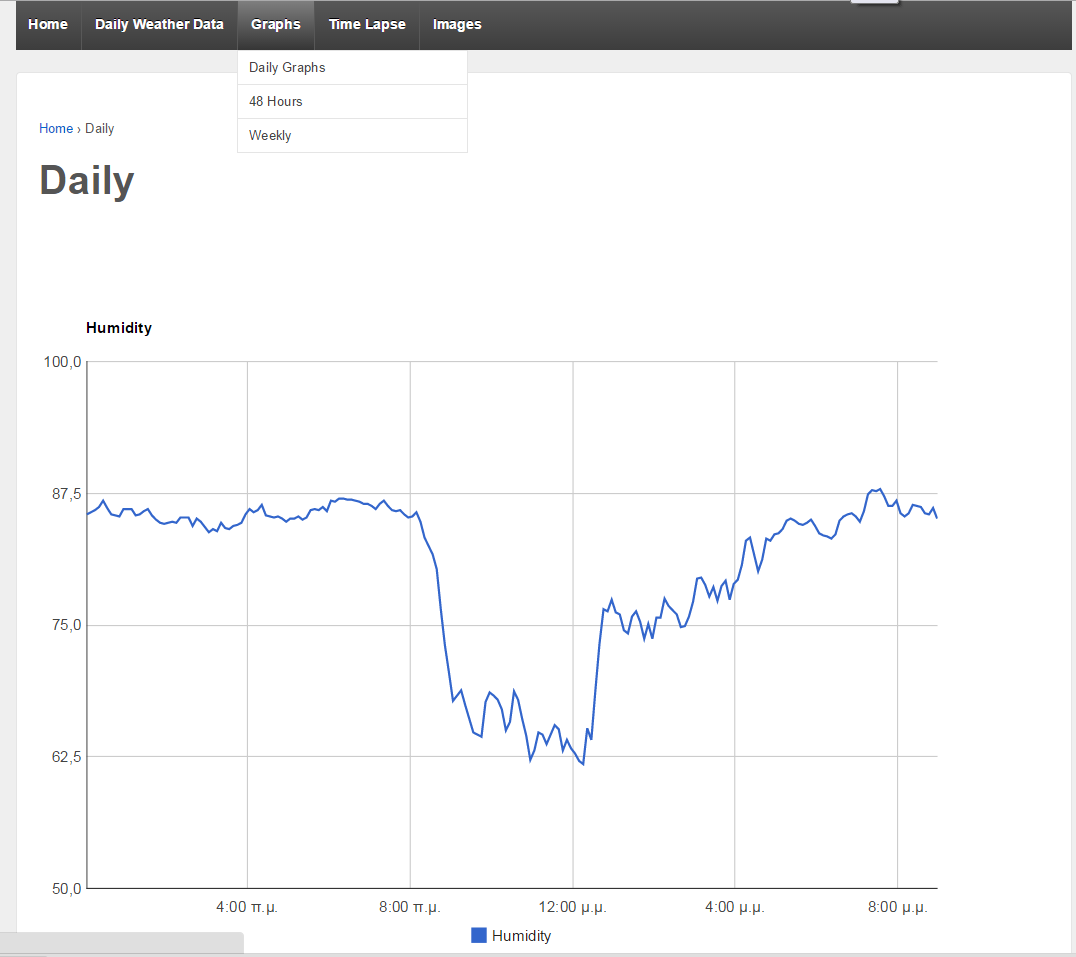 Home Daily Weather Data Graphs Time Lapse Images
Daily Graphs
48 Hours
Weekly
Home › Daily
Daily
Humidity
100,0
87,5
75,0
62,5
50,0
4:00 π.μ. 8:00 π.μ. 12:00 μ.μ. 4:00 μ.μ. 8:00 μ.μ.
Humidity